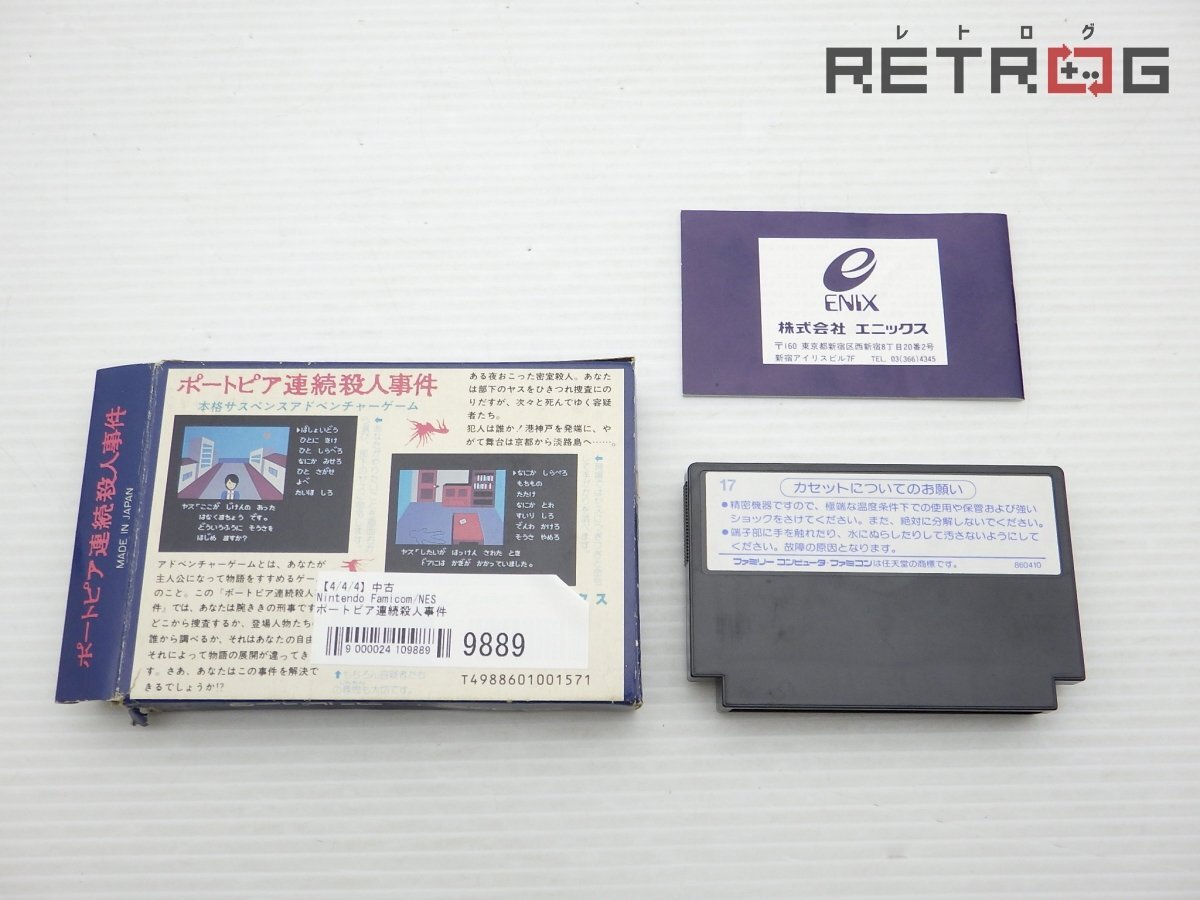 レトログ
RETROG
ENIX
株式会社 エニックス
〒160 東京都新宿区西新宿8丁目20番2号
新宿アイリスビル7F TEL. 03(366)4345
ポートピア連続殺人事件
MADE IN JAPAN
ポートピア連続殺人事件
本格サスペンスアドベンチャーゲーム
ある夜おこった密室殺人。あなた
は部下のヤスをひきつれ捜査にの
りだすが、次々と死んでゆく容疑
者たち。
犯人は誰か!港神戸を発端に、や
がて舞台は京都から淡路島へ……。
ばしょいどう
ひとに きけ
ひと しらべろ
なにか みせろ
ひと さがせ
よべ
たいほ しろ
ヤス「ここが じけんの あった
はなくまちょう です。
どういうふうに そうさを
はじめ ますか?
なにか しらべろ
もちもの
たたけ
なにか とれ
すいり しろ
でんわ かけろ
そうさ やめろ
ヤス「したいが はっけん された とき
ドアには かぎが かかっていました。
アドベンチャーゲームとは、あなたが
主人公になって物語をすすめるゲー
のこと。この「ポートピア連続殺人
件」では、あなたは腕ききの刑事です
どこから捜査するか、登場人物たち
誰から調べるか、それはあなたの自由
それによって物語の展開が違ってき
す。さあ、あなたはこの事件を解決で
きるでしょうか!?
【4/4/4】中古
Nintendo Famicom/NES
ポートピア連続殺人事件
9 000024 109889
9889
クス
T4988601001571
17
カセットについてのお願い
●精密機器ですので、極端な温度条件下での使用や保管および強い
ショックをさけてください。また、絶対に分解しないでください。
●端子部に手を触れたり、水にぬらしたりして汚さないようにして
ください。故障の原因となります。
ファミリー コンピュータ・ファミコンは任天堂の商標です。
860410